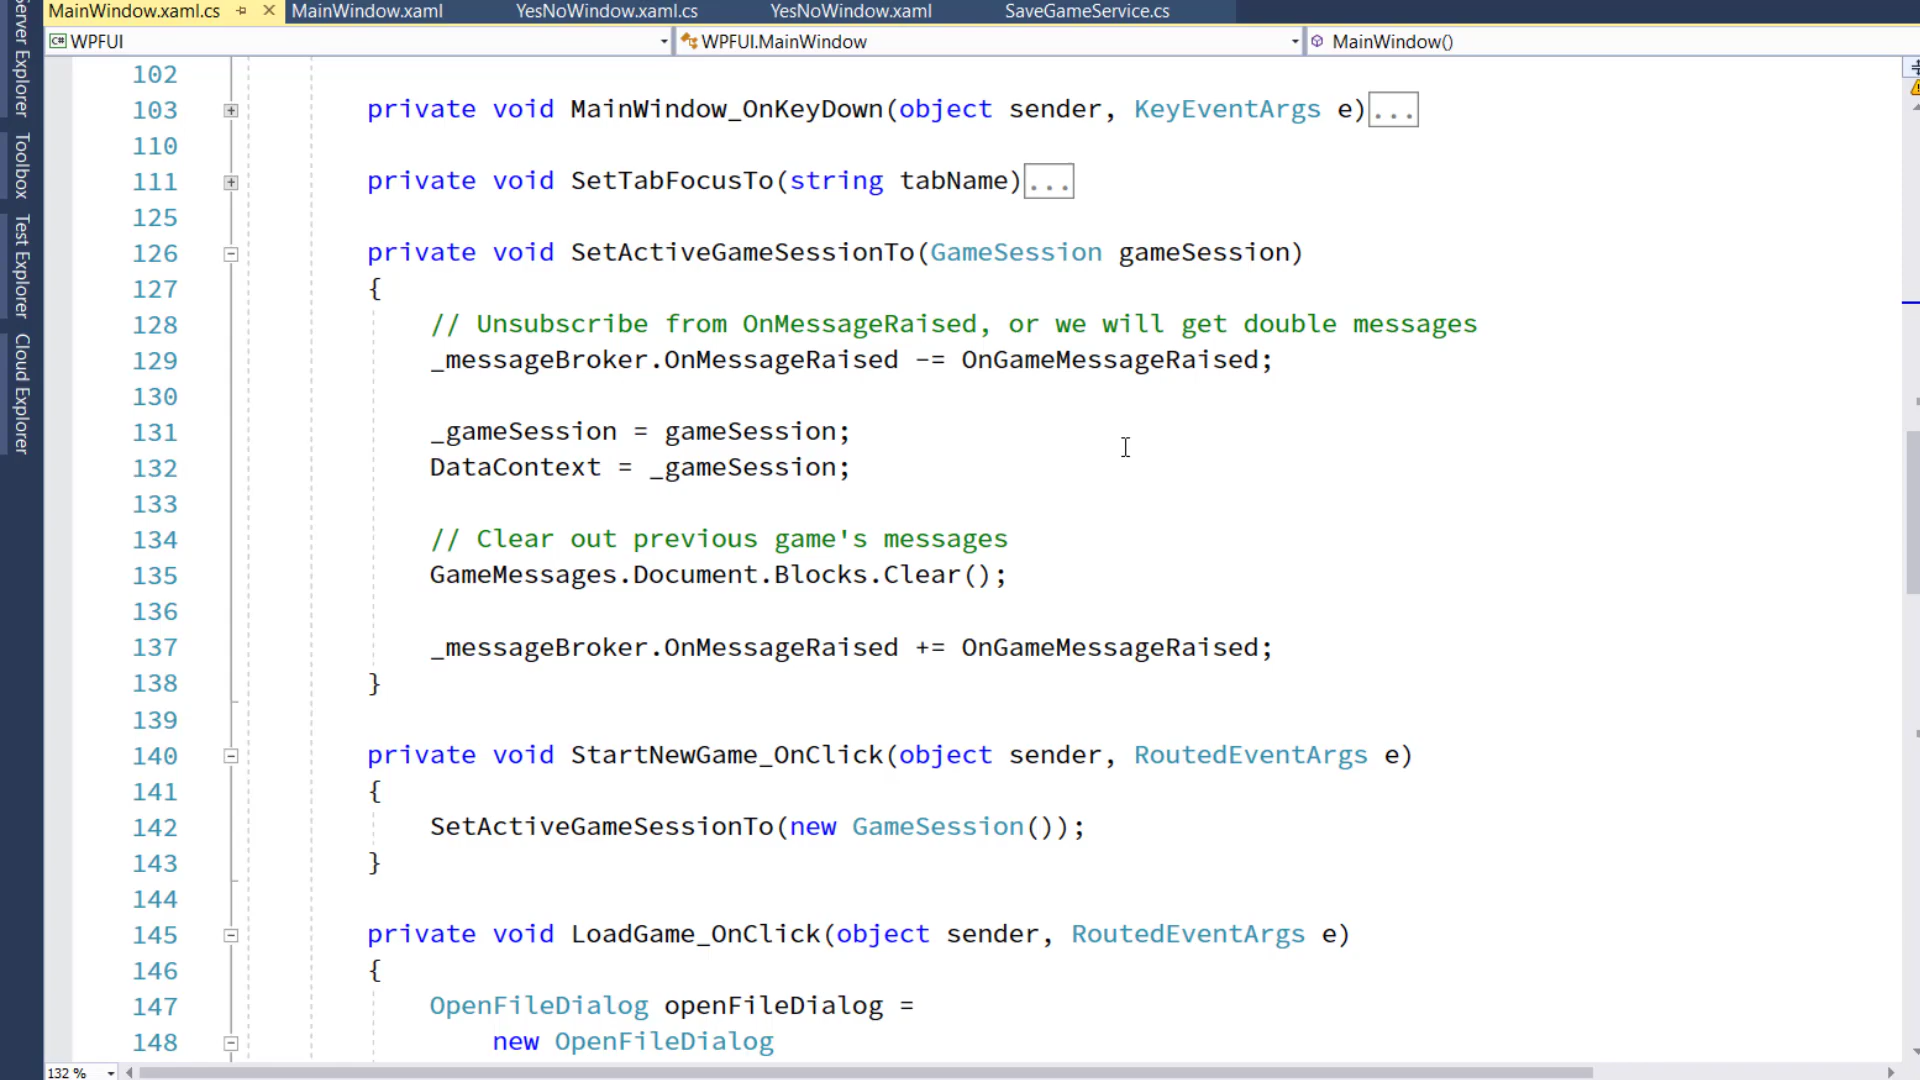 MainWindow.xaml.cs MainWindow.xaml YesNoWindow.xaml.cs YesNoWindow.xaml SaveGameService.cs
C# WPFUI WPFUI.MainWindow MainWindow()
Server Explorer
Toolbox
Test Explorer
Cloud Explorer
102
103 private void MainWindow_OnKeyDown(object sender, KeyEventArgs e)...
110
111 private void SetTabFocusTo(string tabName)...
125
126 private void SetActiveGameSessionTo(GameSession gameSession)
127 {
128 // Unsubscribe from OnMessageRaised, or we will get double messages
129 _messageBroker.OnMessageRaised -= OnGameMessageRaised;
130
131 _gameSession = gameSession;
132 DataContext = _gameSession;
133
134 // Clear out previous game's messages
135 GameMessages.Document.Blocks.Clear();
136
137 _messageBroker.OnMessageRaised += OnGameMessageRaised;
138 }
139
140 private void StartNewGame_OnClick(object sender, RoutedEventArgs e)
141 {
142 SetActiveGameSessionTo(new GameSession());
143 }
144
145 private void LoadGame_OnClick(object sender, RoutedEventArgs e)
146 {
147 OpenFileDialog openFileDialog =
148 new OpenFileDialog
132 %